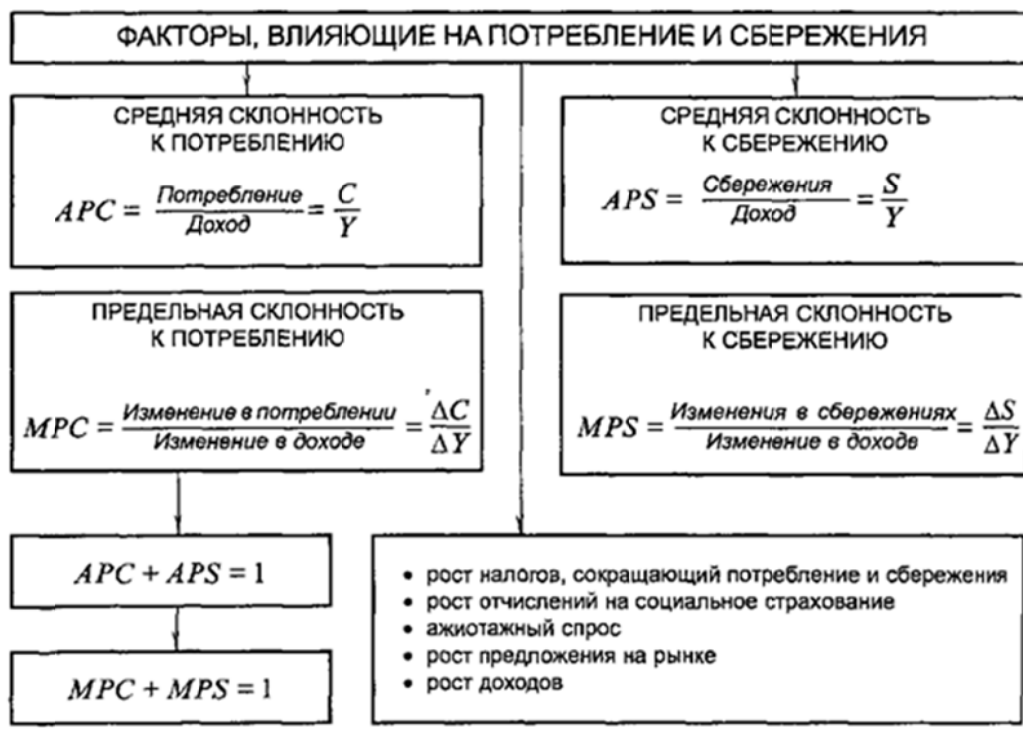 ФАКТОРЫ, ВЛИЯЮЩИЕ НА ПОТРЕБЛЕНИЕ И СБЕРЕЖЕНИЯ
СРЕДНЯЯ СКЛОННОСТЬ
К ПОТРЕБЛЕНИЮ
APC = Потребление / Доход = C / Y
СРЕДНЯЯ СКЛОННОСТЬ
К СБЕРЕЖЕНИЮ
APS = Сбережения / Доход = S / Y
ПРЕДЕЛЬНАЯ СКЛОННОСТЬ
К ПОТРЕБЛЕНИЮ
MPC = Изменение в потреблении / Изменение в доходе = ΔC / ΔY
ПРЕДЕЛЬНАЯ СКЛОННОСТЬ
К СБЕРЕЖЕНИЮ
MPS = Изменения в сбережениях / Изменение в доходе = ΔS / ΔY
APC + APS = 1
MPC + MPS = 1
• рост налогов, сокращающий потребление и сбережения
• рост отчислений на социальное страхование
• ажиотажный спрос
• рост предложения на рынке
• рост доходов